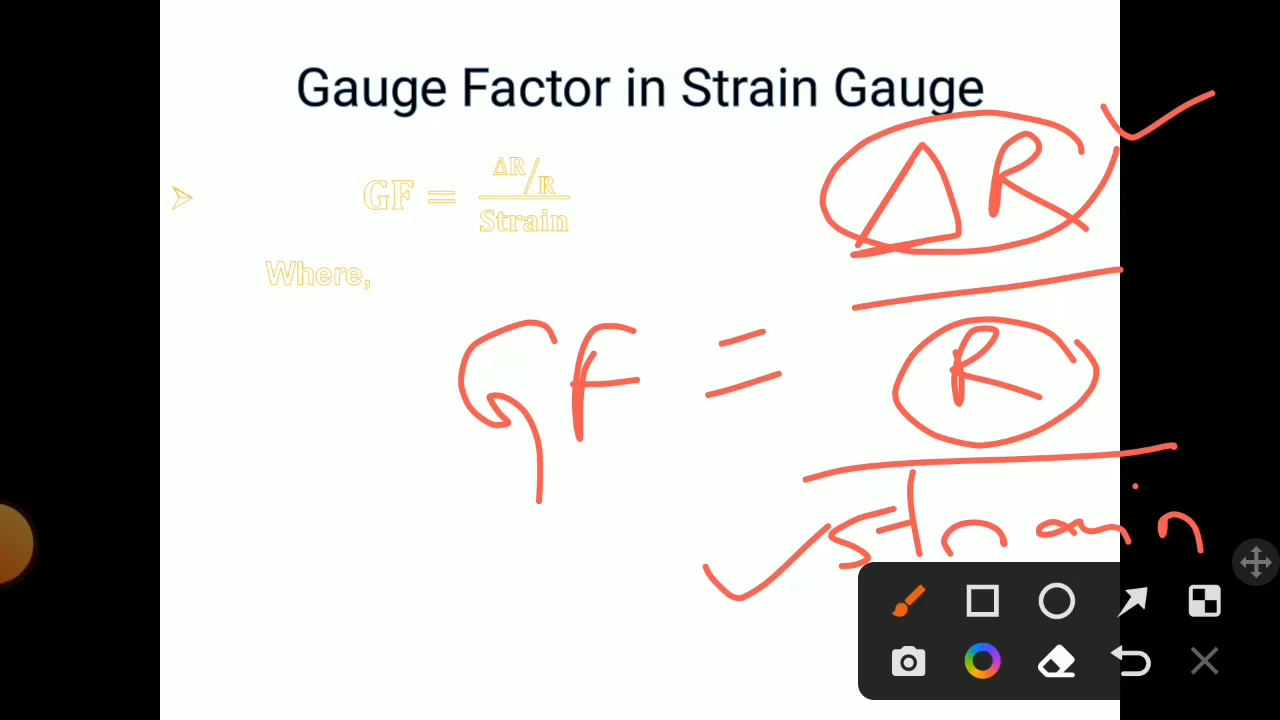 Gauge Factor in Strain Gauge
➢ GF = ΔR/R
Strain
Where,
ΔR
GF =
R
strain